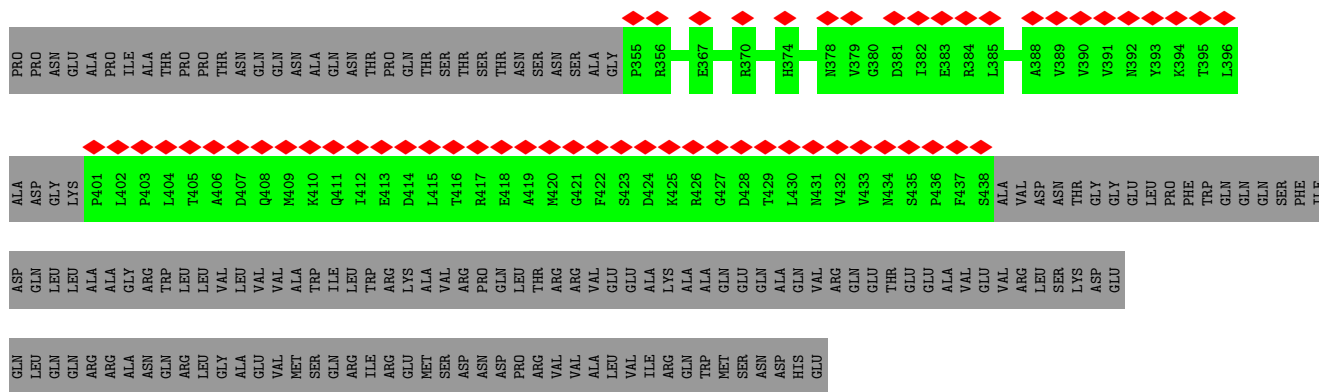 PRO PRO ASN GLU ALA PRO ILE ALA THR PRO PRO THR ASN GLN GLN ASN ALA GLN ASN THR PRO GLN THR SER THR SER THR ASN SER ASN SER ALA GLY P355 R356 E367 R370 H374 N378 V379 G380 D381 I382 E383 R384 L385 A388 V389 V390 V391 N392 Y393 K394 T395 L396
ALA ASP GLY LYS P401 L402 P403 L404 T405 A406 D407 Q408 M409 K410 Q411 I412 E413 D414 L415 T416 R417 E418 A419 M420 G421 F422 S423 D424 K425 R426 G427 D428 T429 L430 N431 V432 V433 N434 S435 P436 F437 S438 ALA VAL ASP ASN THR GLY GLY GLU LEU PRO PHE TRP GLN GLN GLN SER PHE ILE
ASP GLN LEU LEU ALA ALA GLY ARG TRP LEU LEU VAL LEU VAL VAL ALA TRP ILE LEU TRP ARG LYS ALA VAL ARG PRO GLN LEU THR ARG ARG VAL GLU GLU ALA LYS ALA ALA GLN GLU GLN ALA GLN VAL ARG GLN GLU THR GLU GLU ALA VAL GLU VAL ARG LEU SER LYS ASP GLU
GLN LEU GLN GLN ARG ARG ALA ASN GLN ARG LEU GLY ALA GLU VAL MET SER GLN ARG ILE ARG GLU MET SER ASP ASN ASP PRO ARG VAL VAL ALA LEU VAL ILE ARG GLN TRP MET SER ASN ASP HIS GLU